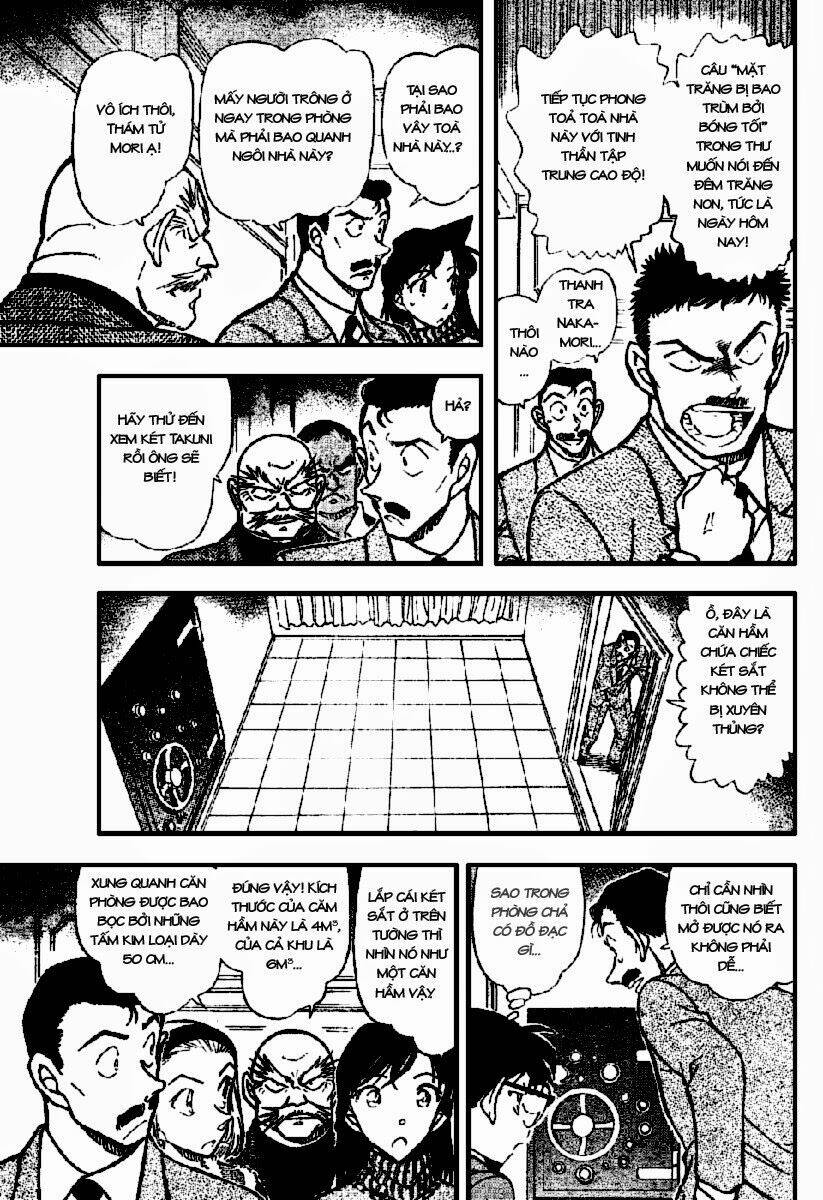 CÂU "MẶT
TRĂNG BỊ BAO
TRÙM BỞI
BÓNG TỐI"
TRONG THƯ
MUỐN NÓI ĐẾN
ĐÊM TRĂNG
NON, TỨC LÀ
NGÀY HÔM
NAY!
TIẾP TỤC PHONG
TOẢ TOÀ NHÀ
NÀY VỚI TINH
THẦN TẬP
TRUNG CAO ĐỘ!
THANH
TRA
NAKA-
MORI...
THÔI
NÀO
...
TẠI SAO
PHẢI BAO
VÂY TOÀ
NHÀ NÀY..?
MẤY NGƯỜI TRÔNG Ở
NGAY TRONG PHÒNG
MÀ PHẢI BAO QUANH
NGÔI NHÀ NÀY?
VÔ ÍCH THÔI,
THÁM TỬ
MORI Ạ!
HẢ?
HÃY THỬ ĐẾN
XEM KÉT TAKUNI
RỒI ÔNG SẼ
BIẾT!
Ồ, ĐÂY LÀ
CĂN HẦM
CHỨA CHIẾC
KÉT SẮT
KHÔNG THỂ
BỊ XUYÊN
THỦNG?
CHỈ CẦN NHÌN
THÔI CŨNG BIẾT
MỞ ĐƯỢC NÓ RA
KHÔNG PHẢI
DỄ...
SAO TRONG
PHÒNG CHẢ
CÓ ĐỒ ĐẠC
GÌ...
LẮP CÁI KÉT
SẮT Ở TRÊN
TƯỜNG THÌ
NHÌN NÓ NHƯ
MỘT CĂN
HẦM VẬY
ĐÚNG VẬY! KÍCH
THƯỚC CỦA CĂM
HẦM NÀY LÀ 4M³,
CỦA CẢ KHU LÀ
6M³...
XUNG QUANH CĂN
PHÒNG ĐƯỢC BAO
BỌC BỞI NHỮNG
TẤM KIM LOẠI DÀY
50 CM...